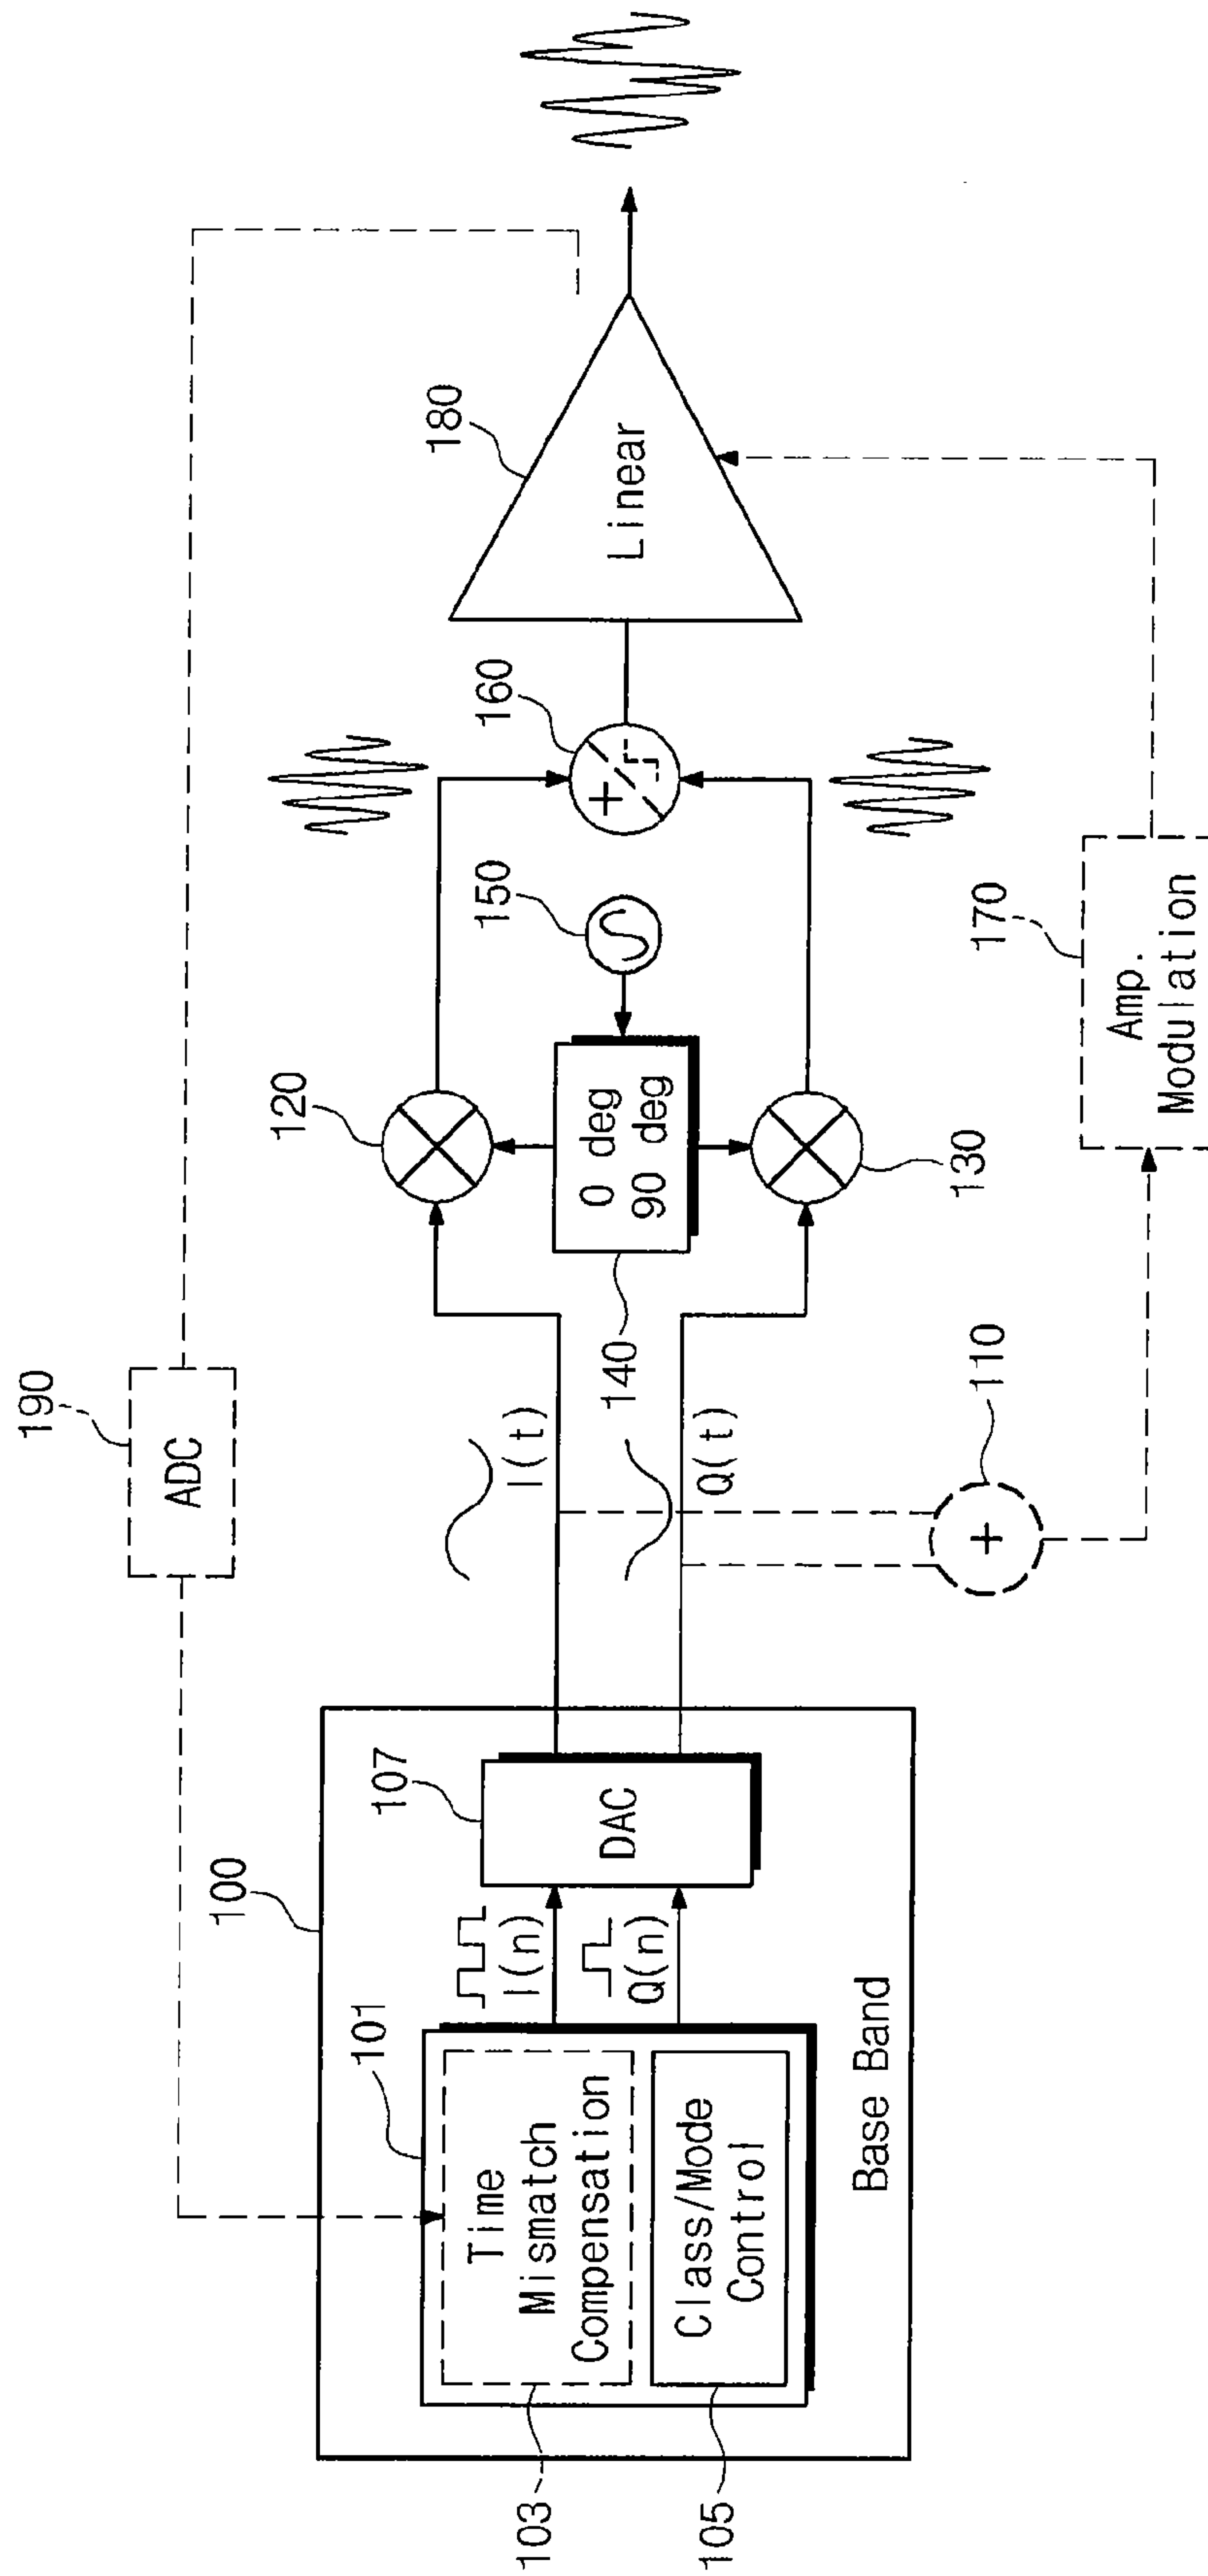 190
ADC
100
101
107
I(n)
Q(n)
DAC
Time
Mismatch
Compensation
Class/Mode
Control
Base Band
103
105
I(t)
Q(t)
120
140
0 deg
90 deg
150
130
160
+
110
+
170
Amp.
Modulation
180
Linear